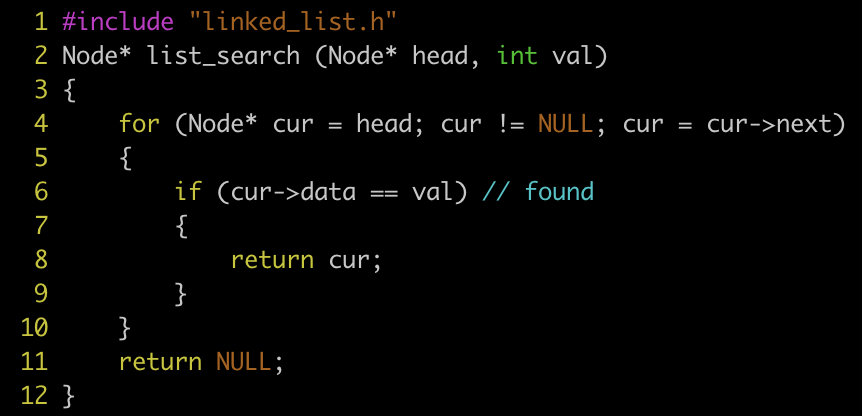 1 #include "linked_list.h"
2 Node* list_search (Node* head, int val)
3 {
4     for (Node* cur = head; cur != NULL; cur = cur->next)
5     {
6         if (cur->data == val) // found
7         {
8             return cur;
9         }
10     }
11     return NULL;
12 }